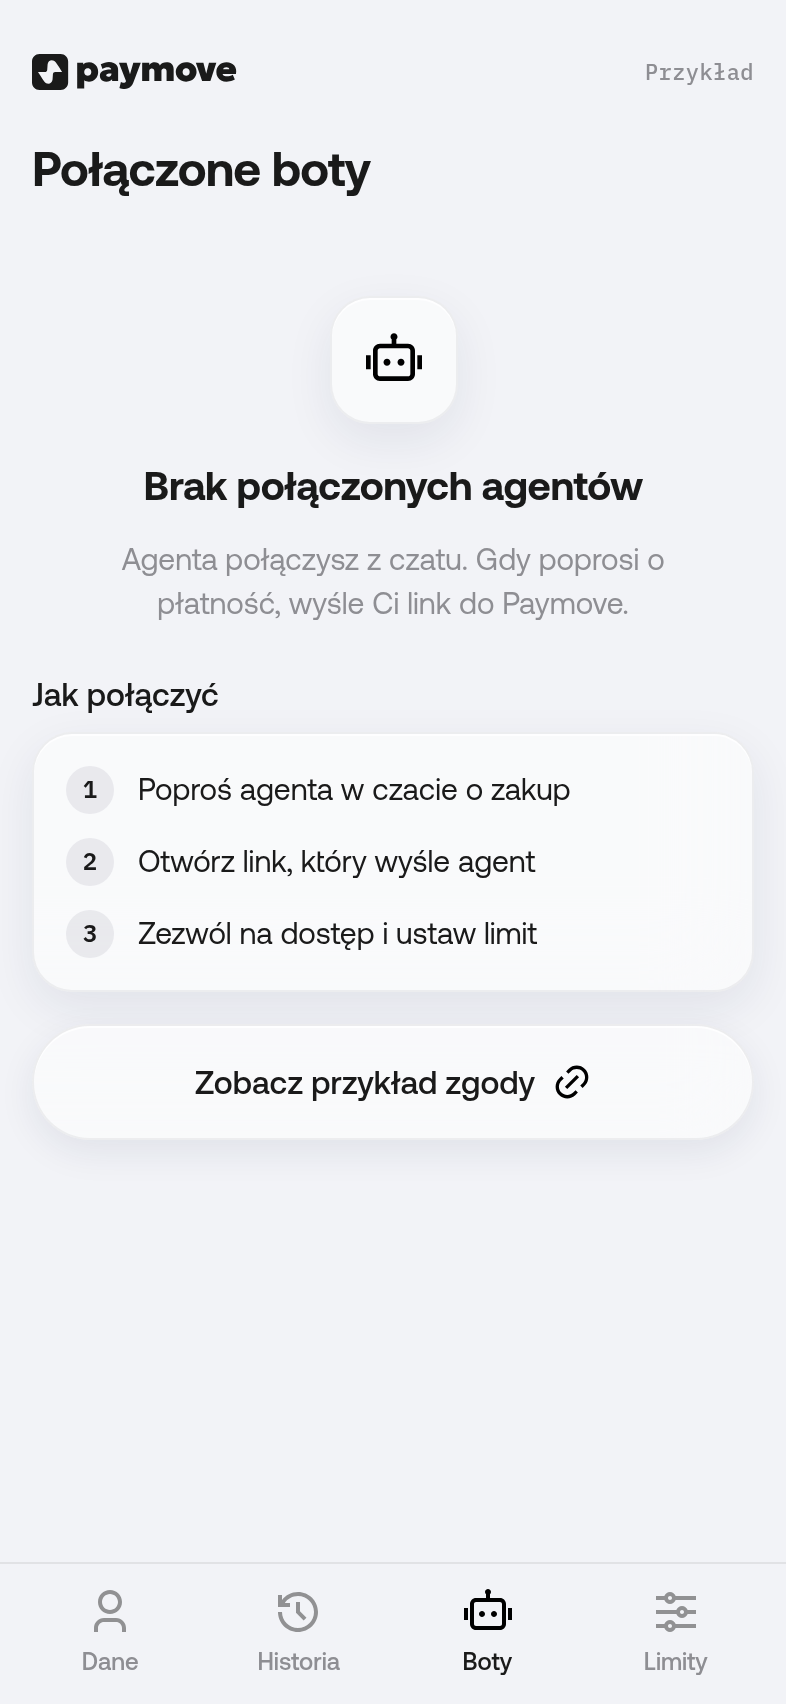 paymove
Przykład
Połączone boty
Brak połączonych agentów
Agenta połączysz z czatu. Gdy poprosi o
płatność, wyśle Ci link do Paymove.
Jak połączyć
1 Poproś agenta w czacie o zakup
2 Otwórz link, który wyśle agent
3 Zezwól na dostęp i ustaw limit
Zobacz przykład zgody
Dane Historia Boty Limity